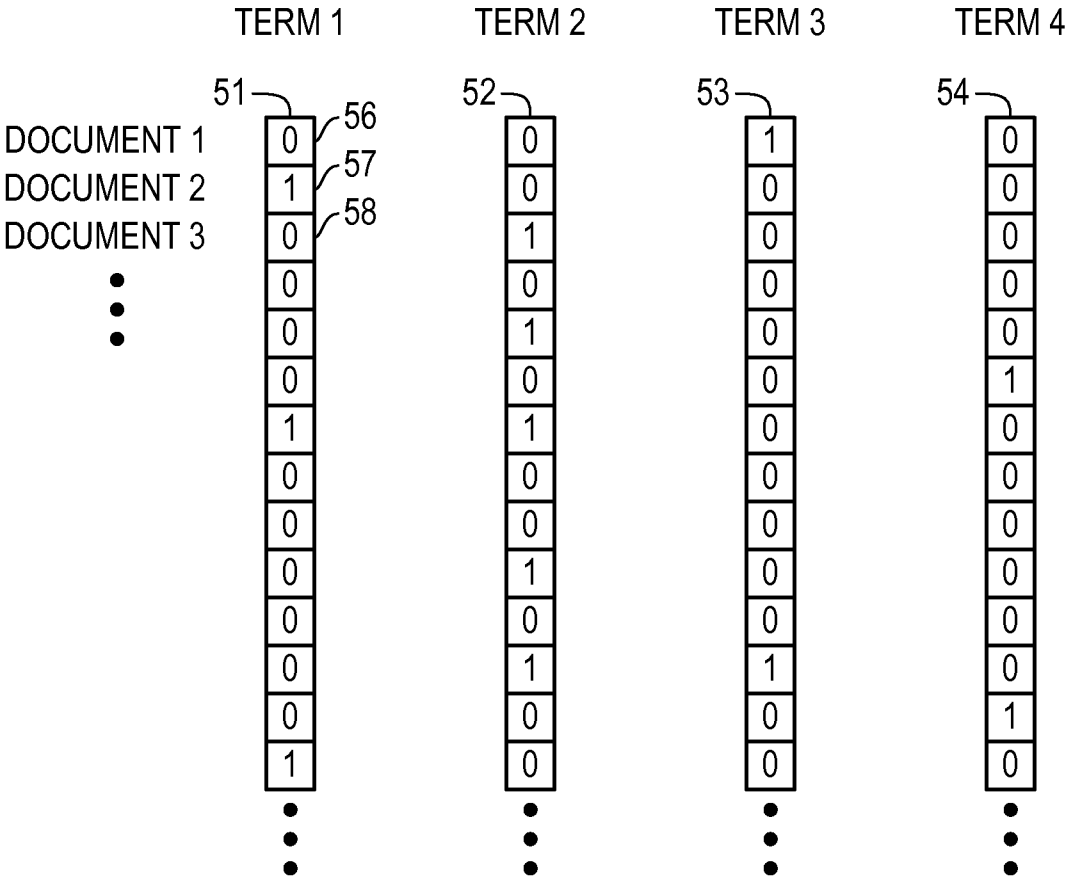 TERM 1 TERM 2 TERM 3 TERM 4
51 52 53 54
DOCUMENT 1 0 56 0 1 0
DOCUMENT 2 1 57 0 0 0
DOCUMENT 3 0 58 1 0 0
0 0 0 0
0 1 0 0
0 0 0 1
1 1 0 0
0 0 0 0
0 0 0 0
0 1 0 0
0 0 0 0
0 1 1 0
0 0 0 1
1 0 0 0